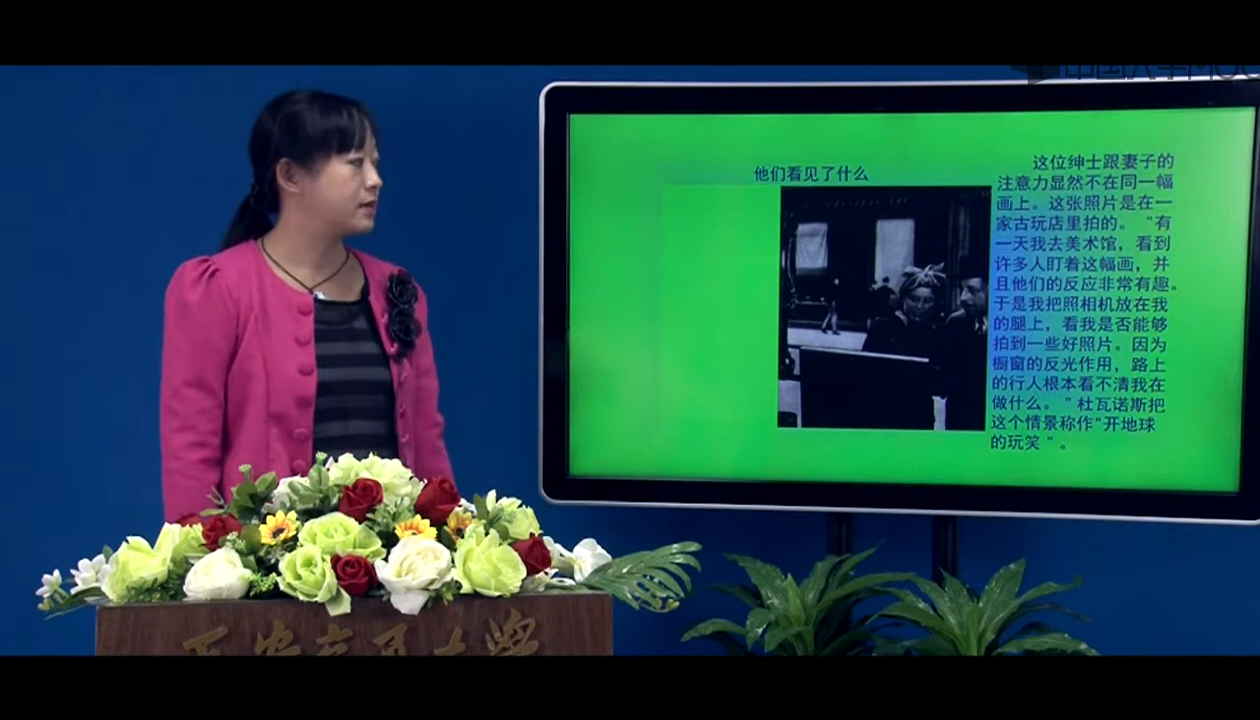 他们看见了什么
这位绅士跟妻子的
注意力显然不在同一幅
画上。这张照片是在一
家古玩店里拍的。"有
一天我去美术馆，看到
许多人盯着这幅画，并
且他们的反应非常有趣。
于是我把照相机放在我
的腿上，看我是否能够
拍到一些好照片。因为
橱窗的反光作用，路上
的行人根本看不清我在
做什么。"杜瓦诺斯把
这个情景称作"开地球
的玩笑"。
西安交通大学